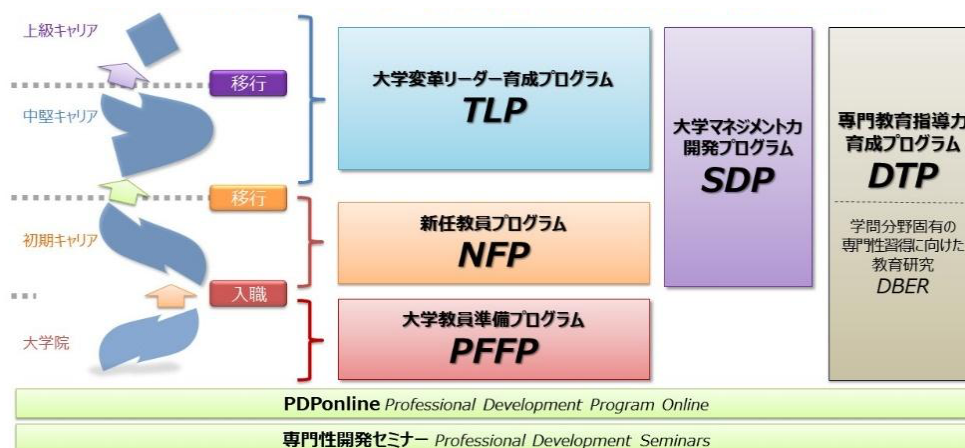 上級キャリア
移行
中堅キャリア
移行
初期キャリア
入職
大学院
大学変革リーダー育成プログラム
TLP
新任教員プログラム
NFP
大学教員準備プログラム
PFFP
大学マネジメント力
開発プログラム
SDP
専門教育指導力
育成プログラム
DTP
学問分野固有の
専門性習得に向けた
教育研究
DBER
PDPonline Professional Development Program Online
専門性開発セミナー Professional Development Seminars